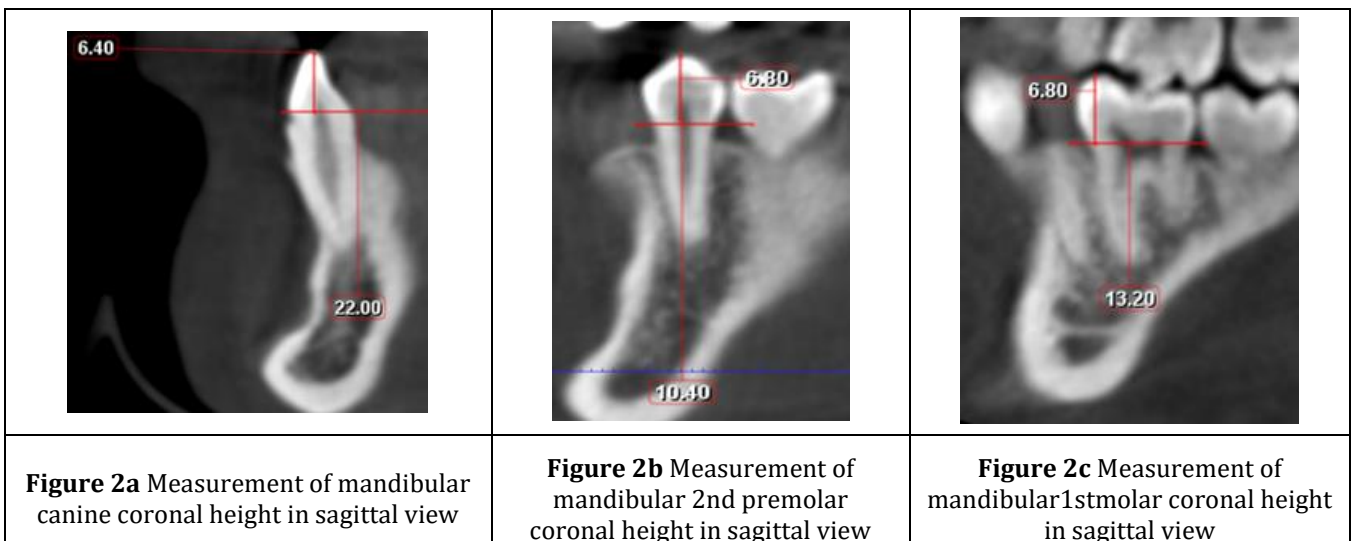 6.40
22.00
6.80
10.40
6.80
13.20
Figure 2a Measurement of mandibular
canine coronal height in sagittal view
Figure 2b Measurement of
mandibular 2nd premolar
coronal height in sagittal view
Figure 2c Measurement of
mandibular1stmolar coronal height
in sagittal view